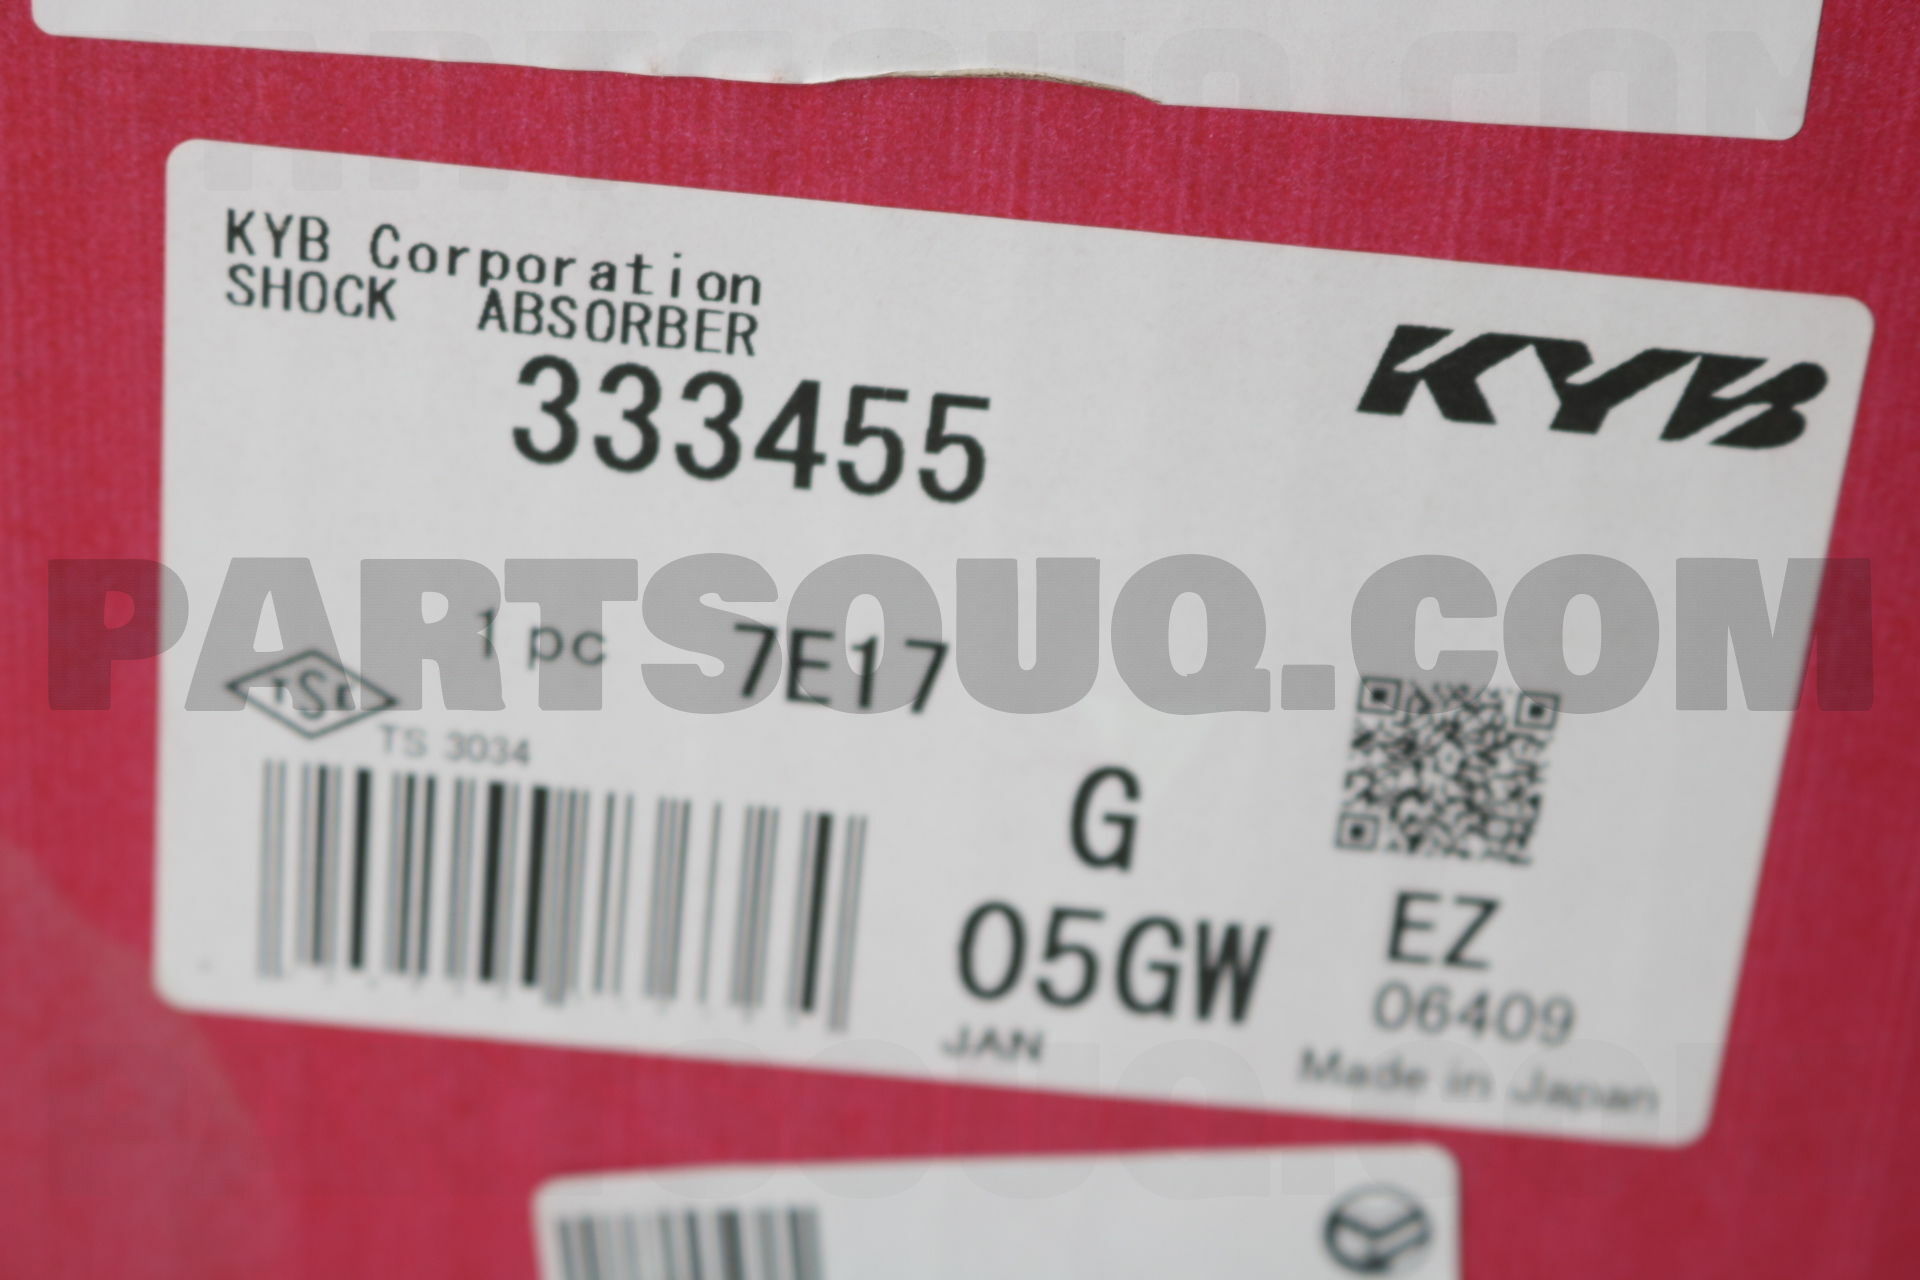 KYB Corporation
SHOCK ABSORBER
KYB
333455
PARTSOUQ.COM
1 pc 7E17
TSE
TS 3034
G
05GW
EZ
06409
JAN
Made in Japan